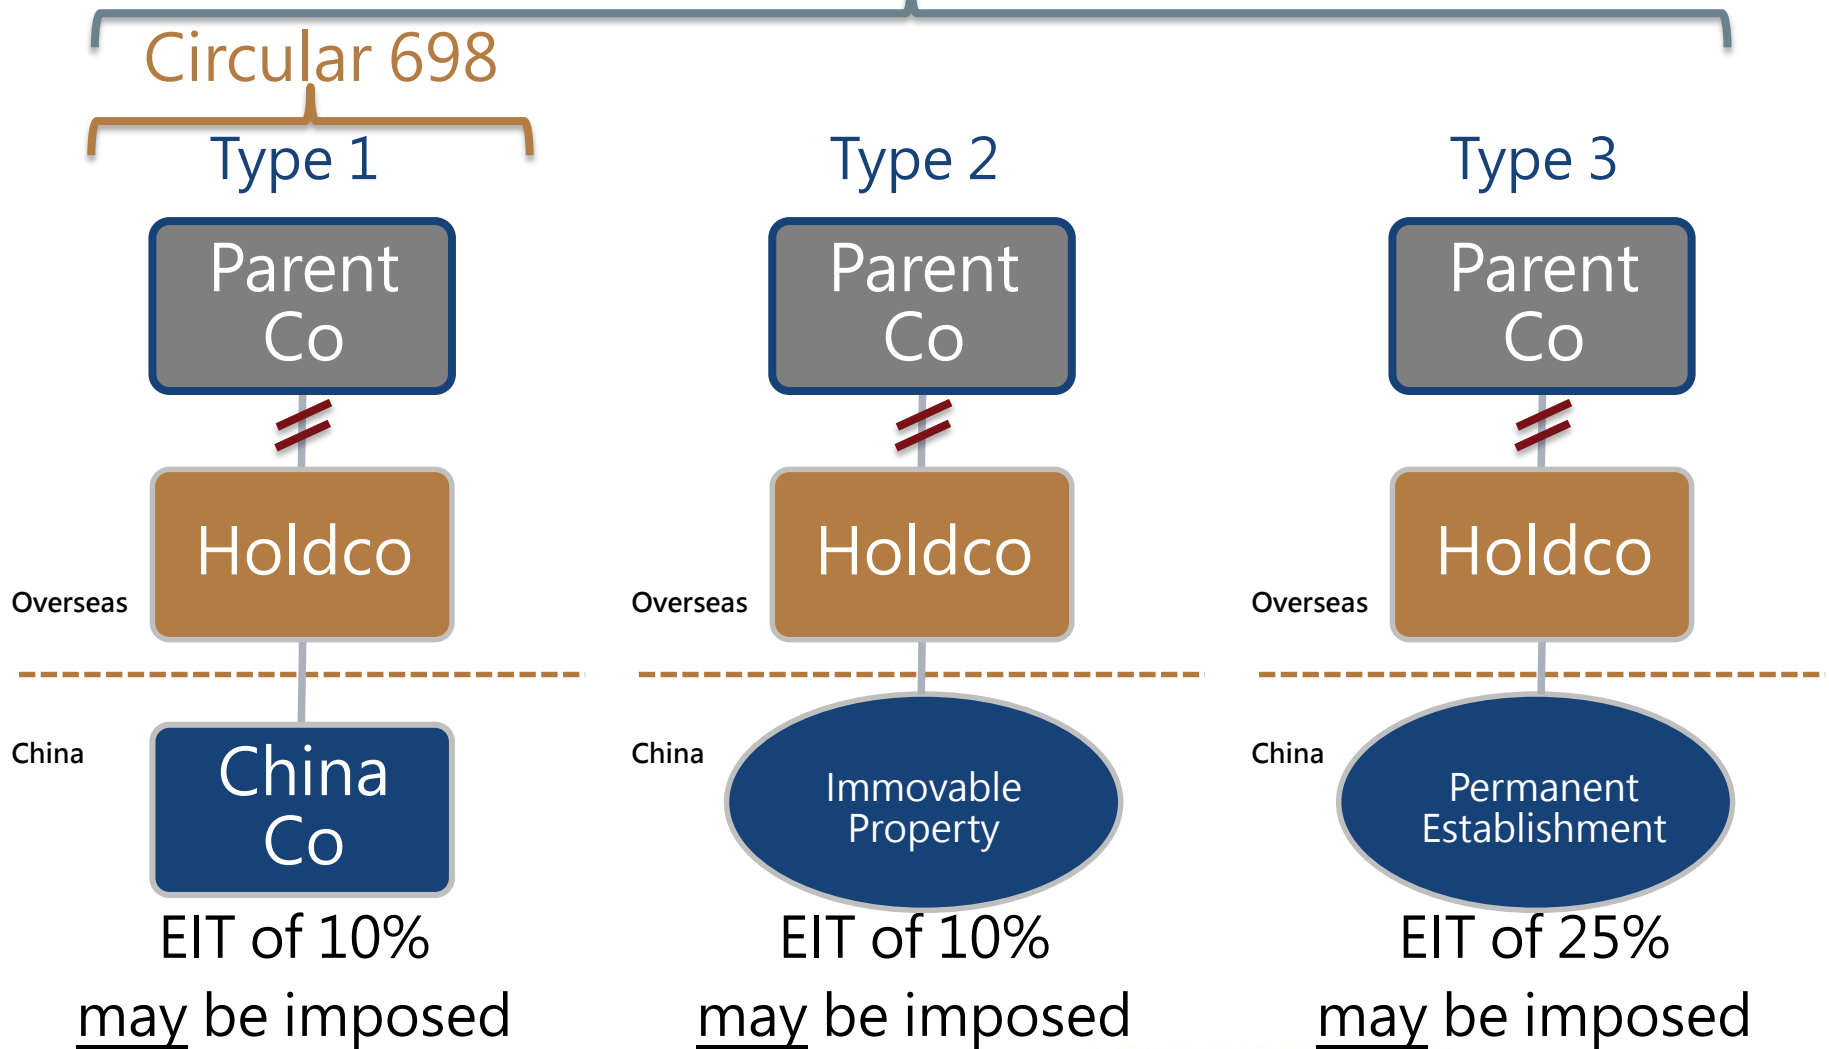 Circular 698
Type 1
Type 2
Type 3
Parent
Co
Parent
Co
Parent
Co
Holdco
Holdco
Holdco
Overseas
Overseas
Overseas
China
China
China
China
Co
Immovable
Property
Permanent
Establishment
EIT of 10%
may be imposed
EIT of 10%
may be imposed
EIT of 25%
may be imposed